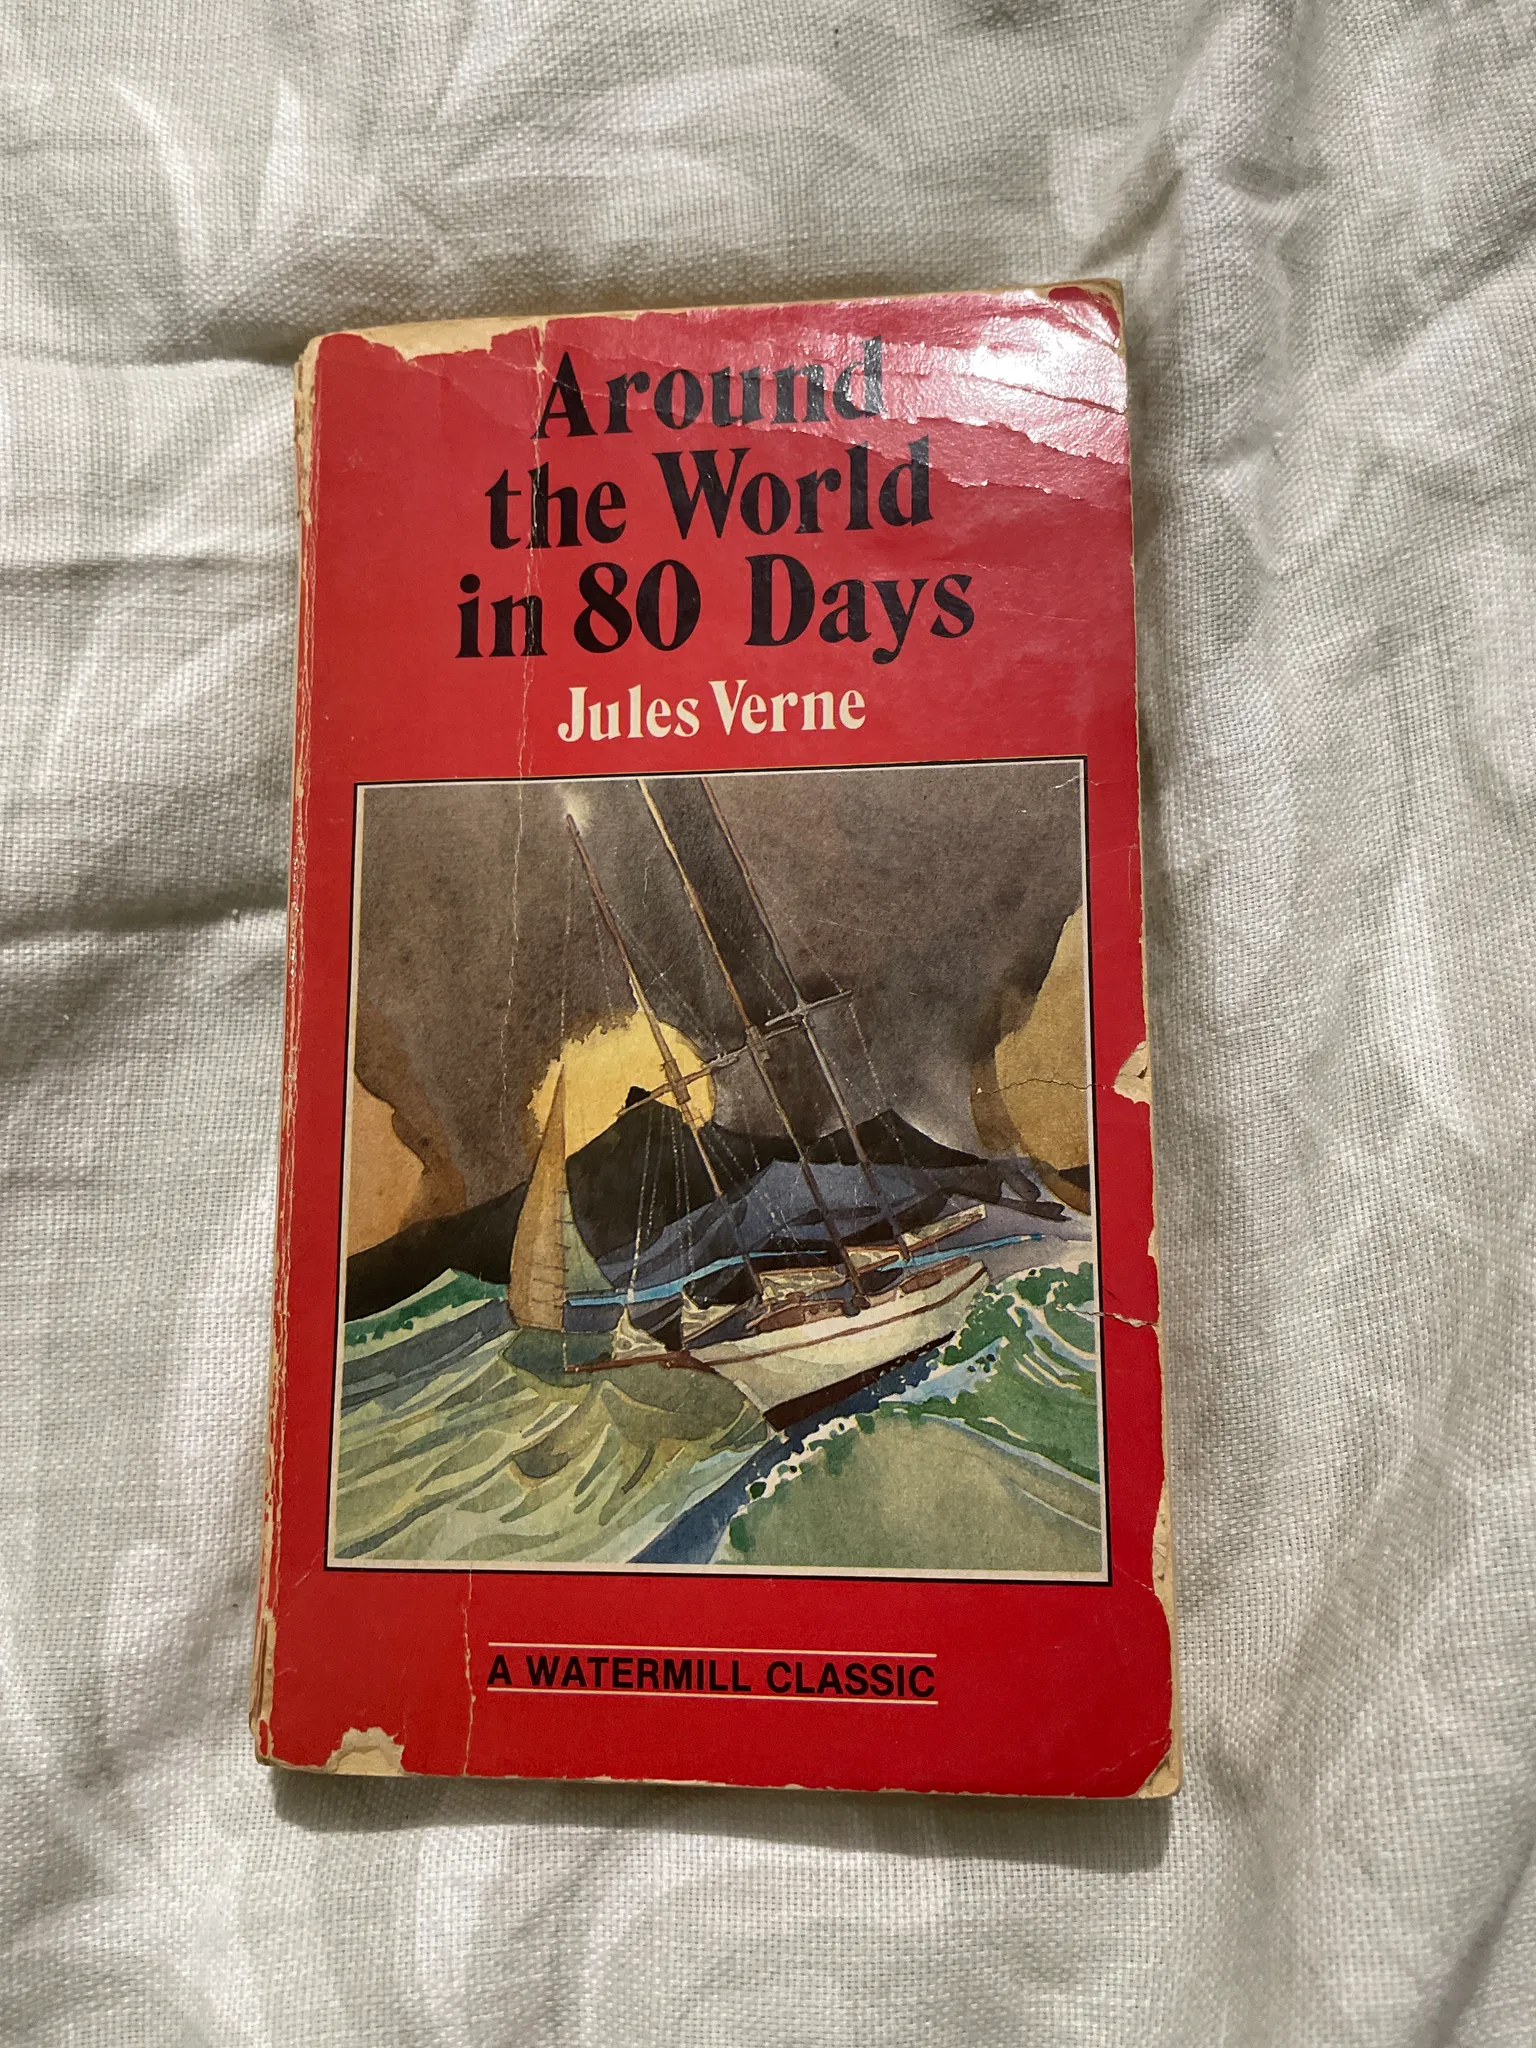 Around
the World
in 80 Days
Jules Verne
A WATERMILL CLASSIC